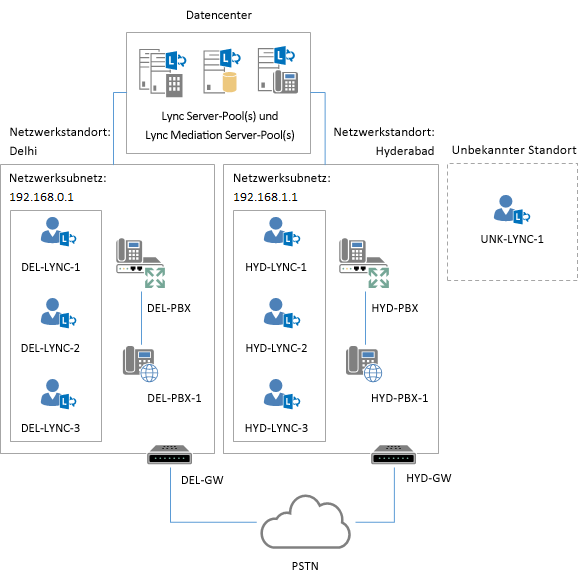 Datencenter
Lync Server-Pool(s) und
Lync Mediation Server-Pool(s)
Netzwerkstandort:
Delhi
Netzwerkstandort:
Hyderabad
Unbekannter Standort
Netzwerksubnetz:
192.168.0.1
DEL-LYNC-1
DEL-LYNC-2
DEL-LYNC-3
DEL-PBX
DEL-PBX-1
DEL-GW
Netzwerksubnetz:
192.168.1.1
HYD-LYNC-1
HYD-LYNC-2
HYD-LYNC-3
HYD-PBX
HYD-PBX-1
HYD-GW
UNK-LYNC-1
PSTN